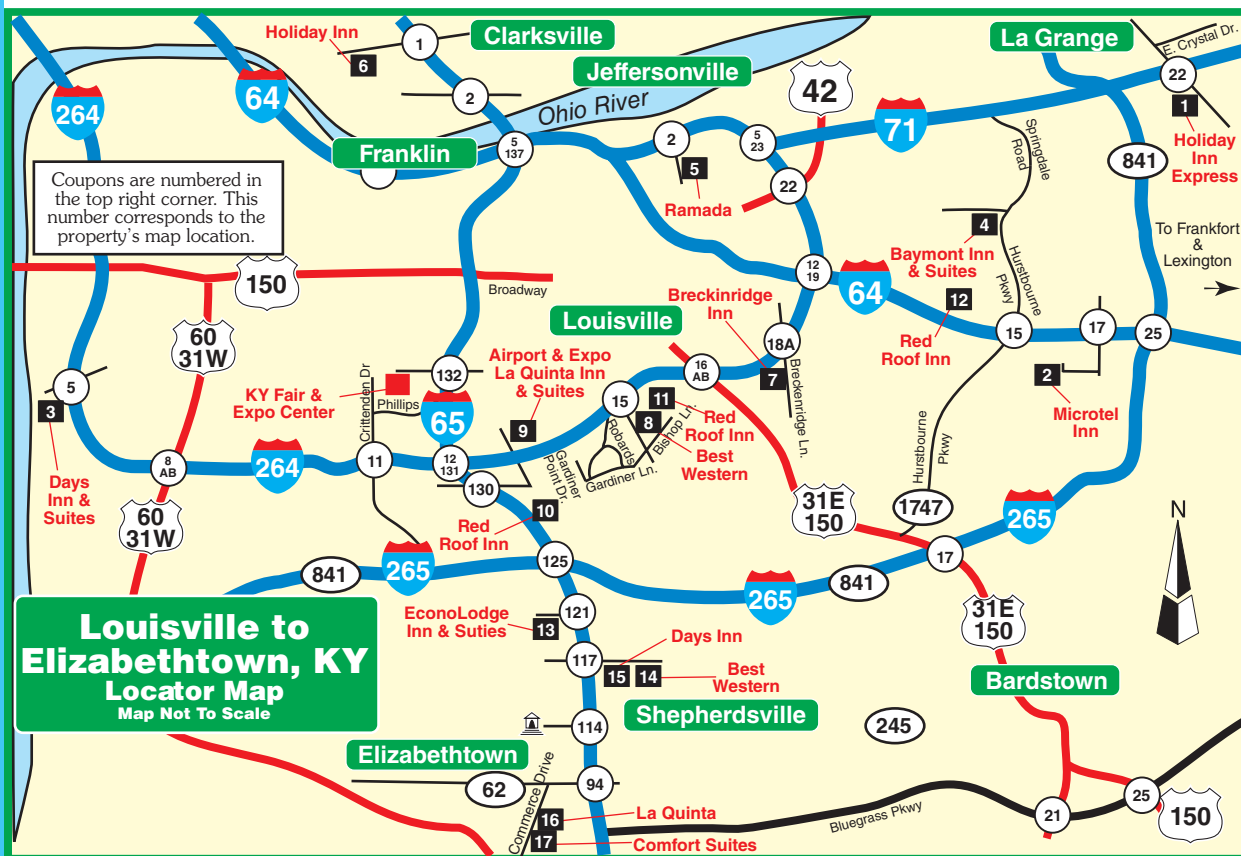 Holiday Inn
6
1
Clarksville
La Grange
E. Crystal Dr.
22
1
Holiday
Inn
Express
264
64
2
Jeffersonville
Ohio River
42
71
Springdale
Road
841
Franklin
5
137
2
5
23
5
Ramada
22
Coupons are numbered in
the top right corner. This
number corresponds to the
property's map location.
4
Baymont Inn
& Suites
Hurstbourne
Pkwy
To Frankfort
&
Lexington
150
Broadway
12
19
64
Breckinridge
Inn
12
Red
Roof Inn
15
17
25
60
31W
Louisville
18A
Breckenridge Ln.
7
16
AB
2
Microtel
Inn
5
3
Days
Inn &
Suites
KY Fair &
Expo Center
Crittenden Dr
Phillips
132
65
Airport & Expo
La Quinta Inn
& Suites
9
15
11
Red
Roof Inn
8
Best
Western
Robards
Bishop Ln.
Gardiner Ln.
Gardiner
Point Dr.
Hurstbourne
Pkwy
8
AB
264
11
12
131
130
60
31W
10
Red
Roof Inn
31E
150
1747
265
N
841
265
125
265
841
17
Louisville to
Elizabethtown, KY
Locator Map
Map Not To Scale
EconoLodge
Inn & Suties
13
121
117
Days Inn
15
14
Best
Western
31E
150
Bardstown
Shepherdsville
114
245
Elizabethtown
62
94
Commerce Drive
16
La Quinta
17
Comfort Suites
Bluegrass Pkwy
21
25
150